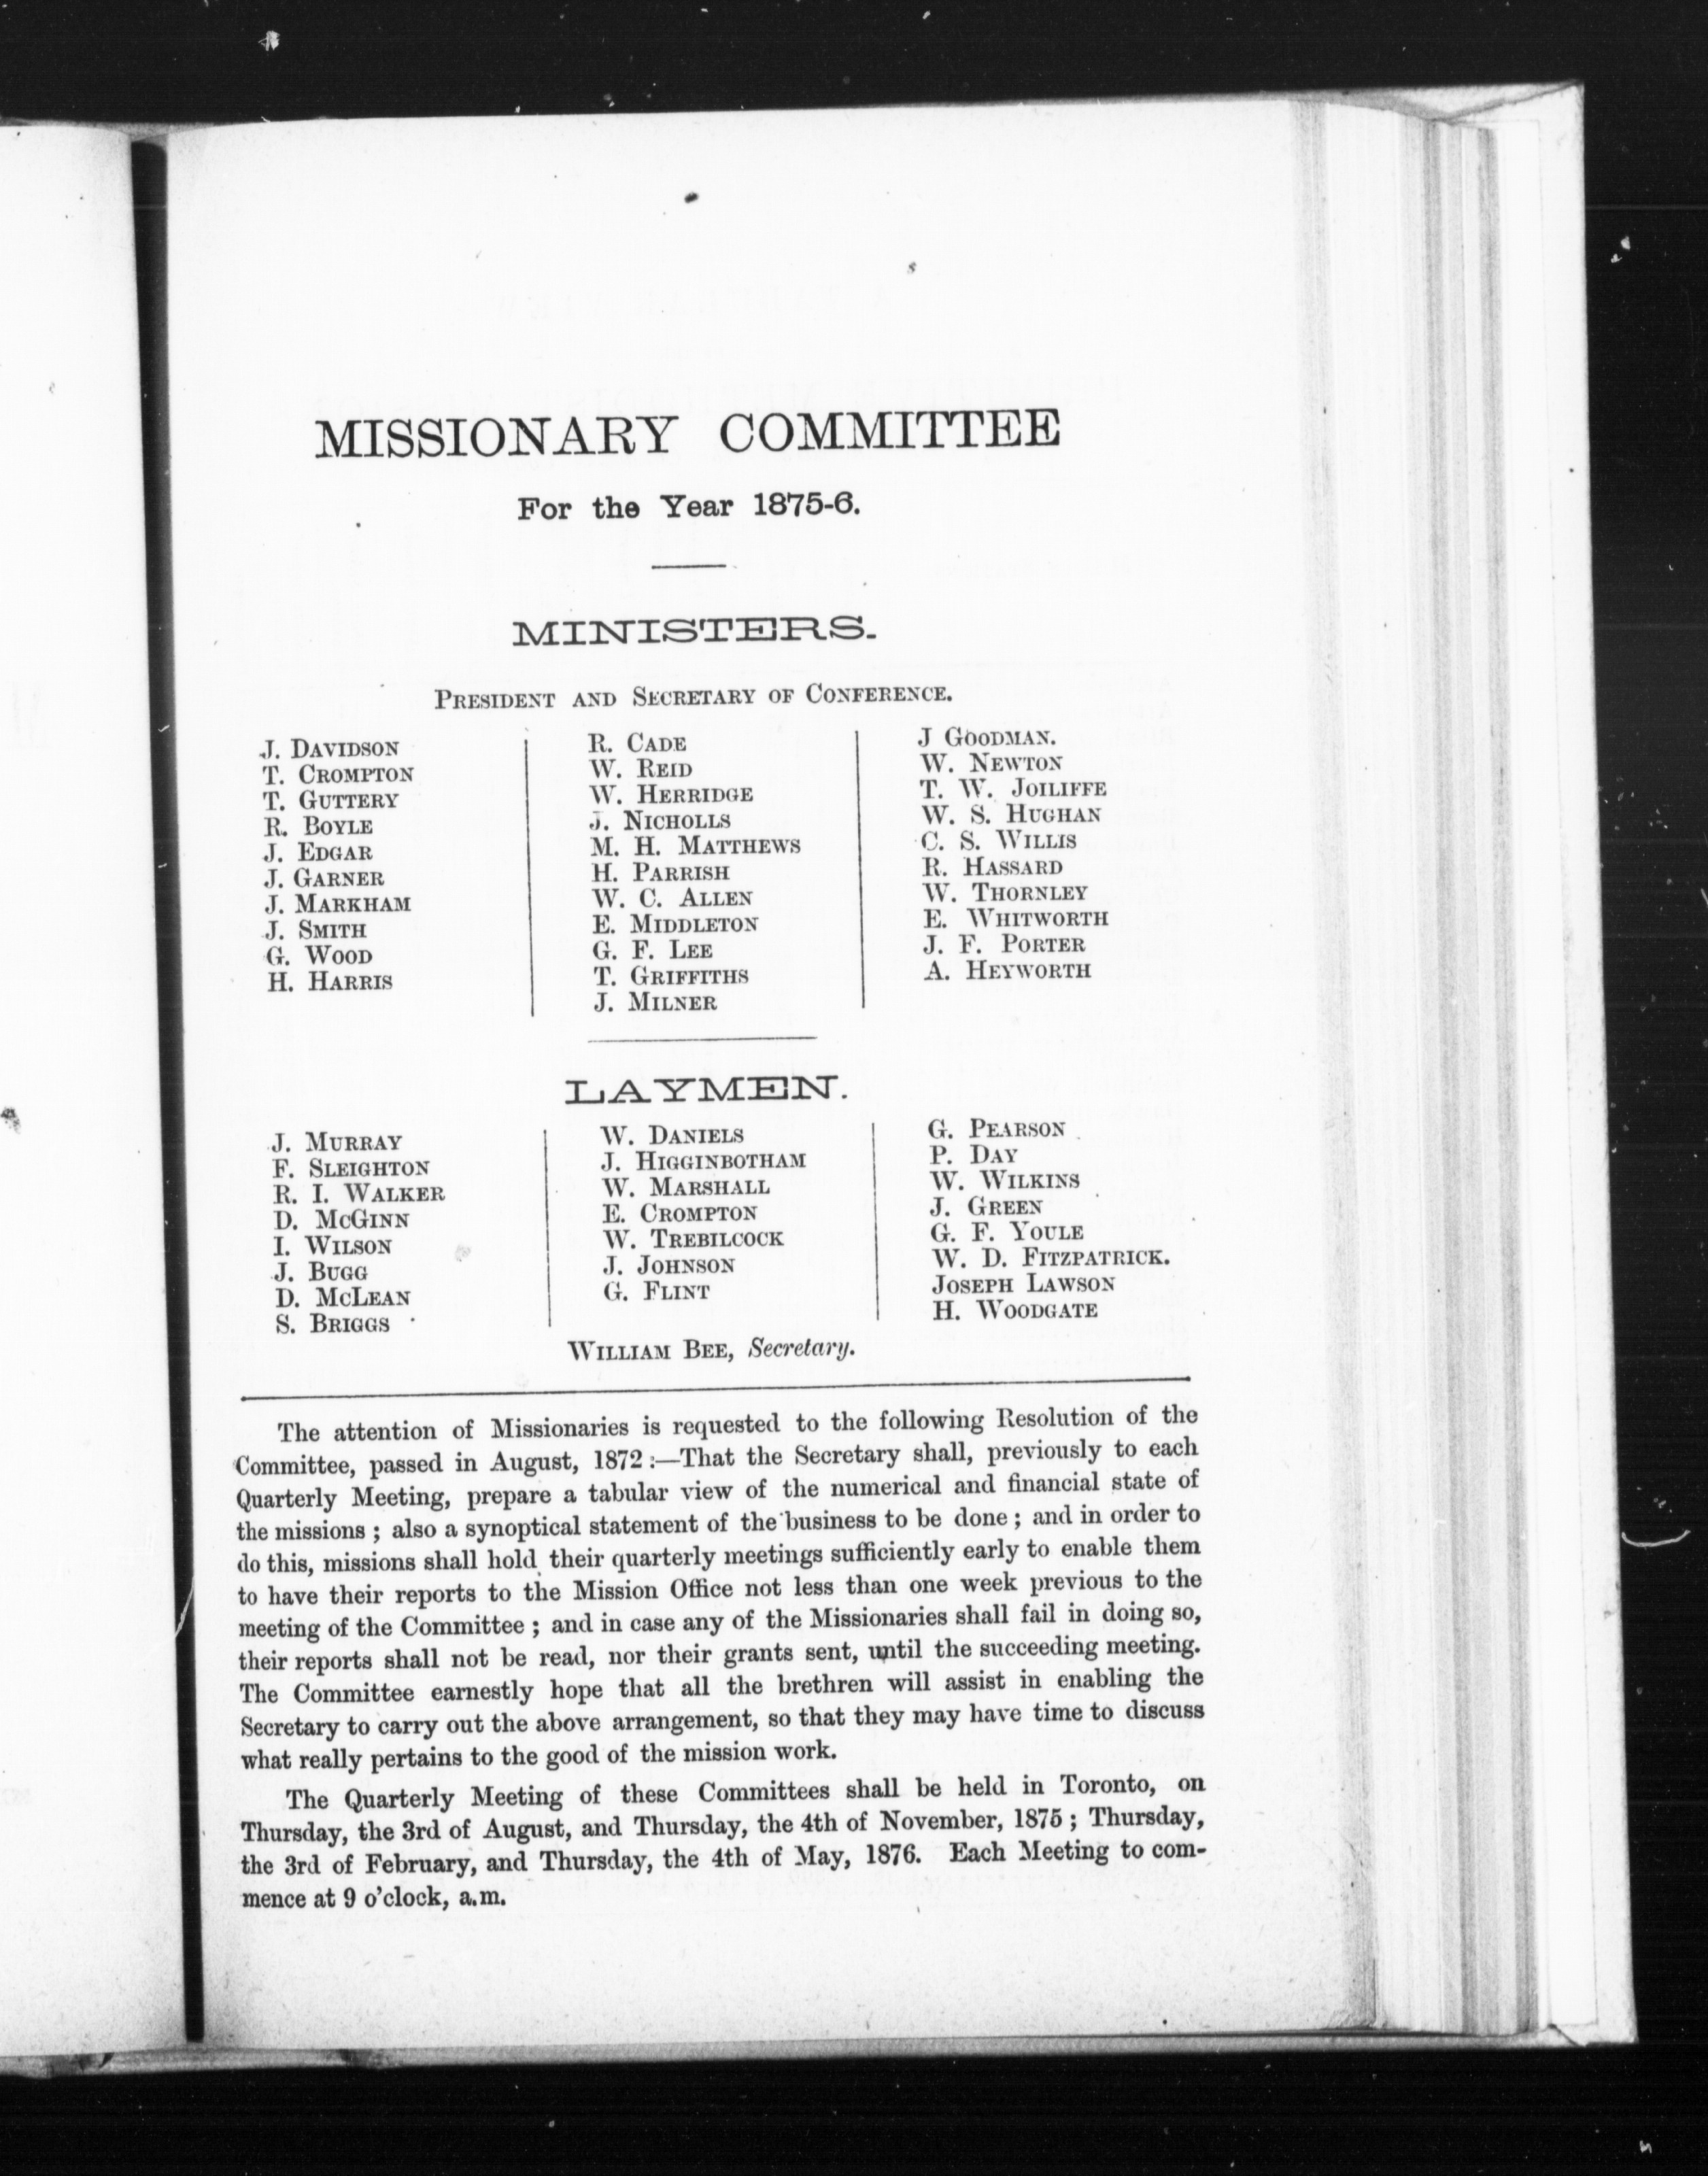 MISSIONARY COMMITTEE
For the Year 1875-6.
MINISTERS.
PRESIDENT AND SECRETARY OF CONFERENCE.
J. DAVIDSON
T. CROMPTON
T. GUTTERY
R. BOYLE
J. EDGAR
J. GARNER
J. MARKHAM
J. SMITH
G. WOOD
H. HARRIS
R. CADE
W. REID
W. HERRIDGE
J. NICHOLLS
M. H. MATTHEWS
H. PARRISH
W. C. ALLEN
E. MIDDLETON
G. F. LEE
T. GRIFFITHS
J. MILNER
J GOODMAN.
W. NEWTON
T. W. JOILIFFE
W. S. HUGHAN
C. S. WILLIS
R. HASSARD
W. THORNLEY
E. WHITWORTH
J. F. PORTER
A. HEYWORTH
LAYMEN.
J. MURRAY
F. SLEIGHTON
R. I. WALKER
D. MCGINN
I. WILSON
J. BUGG
D. MCLEAN
S. BRIGGS
W. DANIELS
J. HIGGINBOTHAM
W. MARSHALL
E. CROMPTON
W. TREBILCOCK
J. JOHNSON
G. FLINT
G. PEARSON
P. DAY
W. WILKINS
J. GREEN
G. F. YOULE
W. D. FITZPATRICK.
JOSEPH LAWSON
H. WOODGATE
WILLIAM BEE, Secretary.
The attention of Missionaries is requested to the following Resolution of the
Committee, passed in August, 1872 :—That the Secretary shall, previously to each
Quarterly Meeting, prepare a tabular view of the numerical and financial state of
the missions ; also a synoptical statement of the business to be done ; and in order to
do this, missions shall hold their quarterly meetings sufficiently early to enable them
to have their reports to the Mission Office not less than one week previous to the
meeting of the Committee ; and in case any of the Missionaries shall fail in doing so,
their reports shall not be read, nor their grants sent, until the succeeding meeting.
The Committee earnestly hope that all the brethren will assist in enabling the
Secretary to carry out the above arrangement, so that they may have time to discuss
what really pertains to the good of the mission work.
The Quarterly Meeting of these Committees shall be held in Toronto, on
Thursday, the 3rd of August, and Thursday, the 4th of November, 1875 ; Thursday,
the 3rd of February, and Thursday, the 4th of May, 1876. Each Meeting to com-
mence at 9 o'clock, a.m.